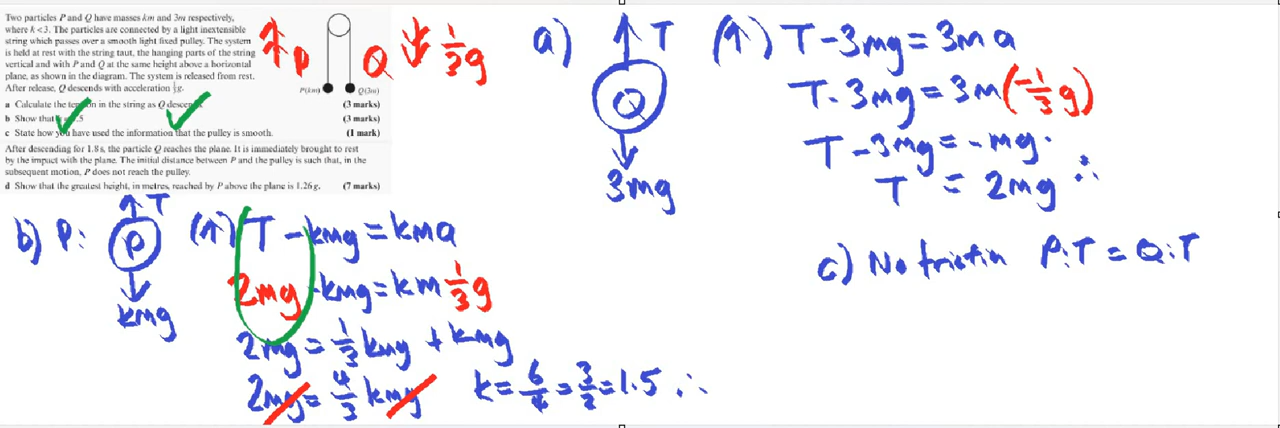 Two particles P and Q have masses km and 3m respectively,
where k < 3. The particles are connected by a light inextensible
string which passes over a smooth light fixed pulley. The system
is held at rest with the string taut, the hanging parts of the string
vertical and with P and Q at the same height above a horizontal
plane, as shown in the diagram. The system is released from rest.
After release, Q descends with acceleration ⅓g.
a Calculate the in the string as Q (3 marks)
b Show that .5 (3 marks)
c State how you have used the information that the pulley is smooth. (1 mark)
After descending for 1.8 s, the particle Q reaches the plane. It is immediately brought to rest
by the impact with the plane. The initial distance between P and the pulley is such that, in the
subsequent motion, P does not reach the pulley.
d Show that the greatest height, in metres, reached by P above the plane is 1.26g. (7 marks)
P(km) Q(3m)
P Q 1/3 g
a) T
Q
3mg
(↑) T-3mg=3ma
T-3mg=3m(-1/3 g)
T-3mg=-mg.
T = 2mg ∴
b) P: T
P
kmg
(↑) T-kmg=kma
2mg-kmg=km 1/3 g
2mg=1/3 kmg+kmg
2mg=4/3 kmg k=6/4=3/2=1.5 ∴
c) No frictin P:T=Q:T